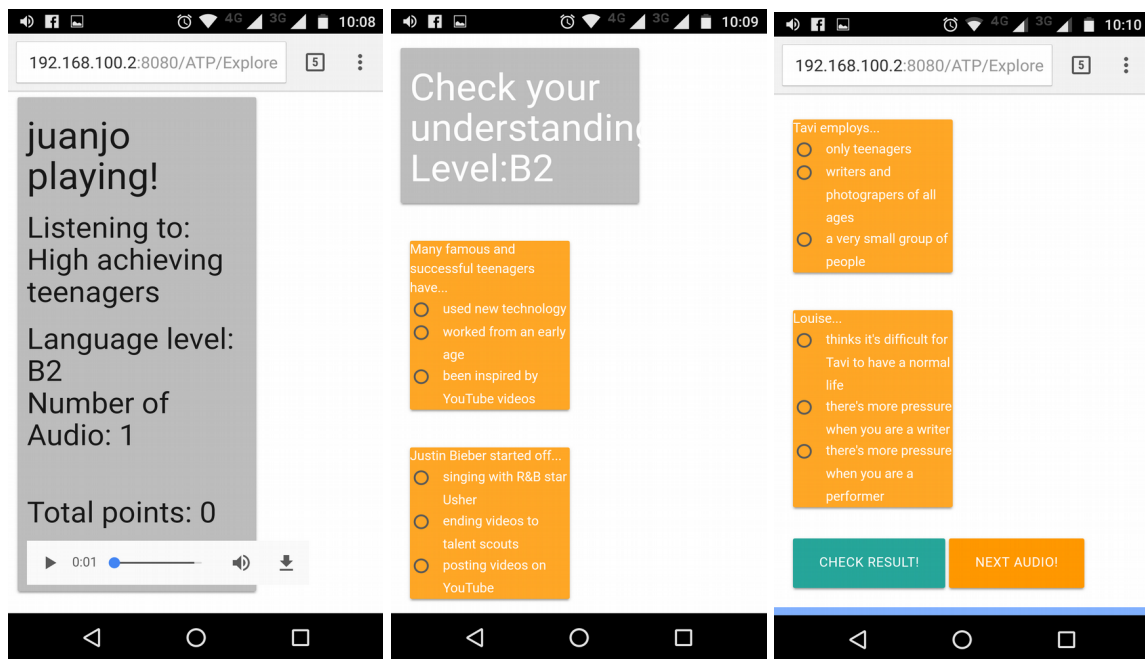 4G
3G
10:08
192.168.100.2:8080/ATP/Explore
5
juanjo
playing!
Listening to:
High achieving
teenagers
Language level:
B2
Number of
Audio: 1
Total points: 0
0:01
4G
3G
10:09
Check your
understanding
Level:B2
Many famous and
successful teenagers
have...
used new technology
worked from an early
age
been inspired by
YouTube videos
Justin Bieber started off...
singing with R&B star
Usher
ending videos to
talent scouts
posting videos on
YouTube
4G
3G
10:10
192.168.100.2:8080/ATP/Explore
5
Tavi employs...
only teenagers
writers and
photograpers of all
ages
a very small group of
people
Louise...
thinks it's difficult for
Tavi to have a normal
life
there's more pressure
when you are a writer
there's more pressure
when you are a
performer
CHECK RESULT!
NEXT AUDIO!